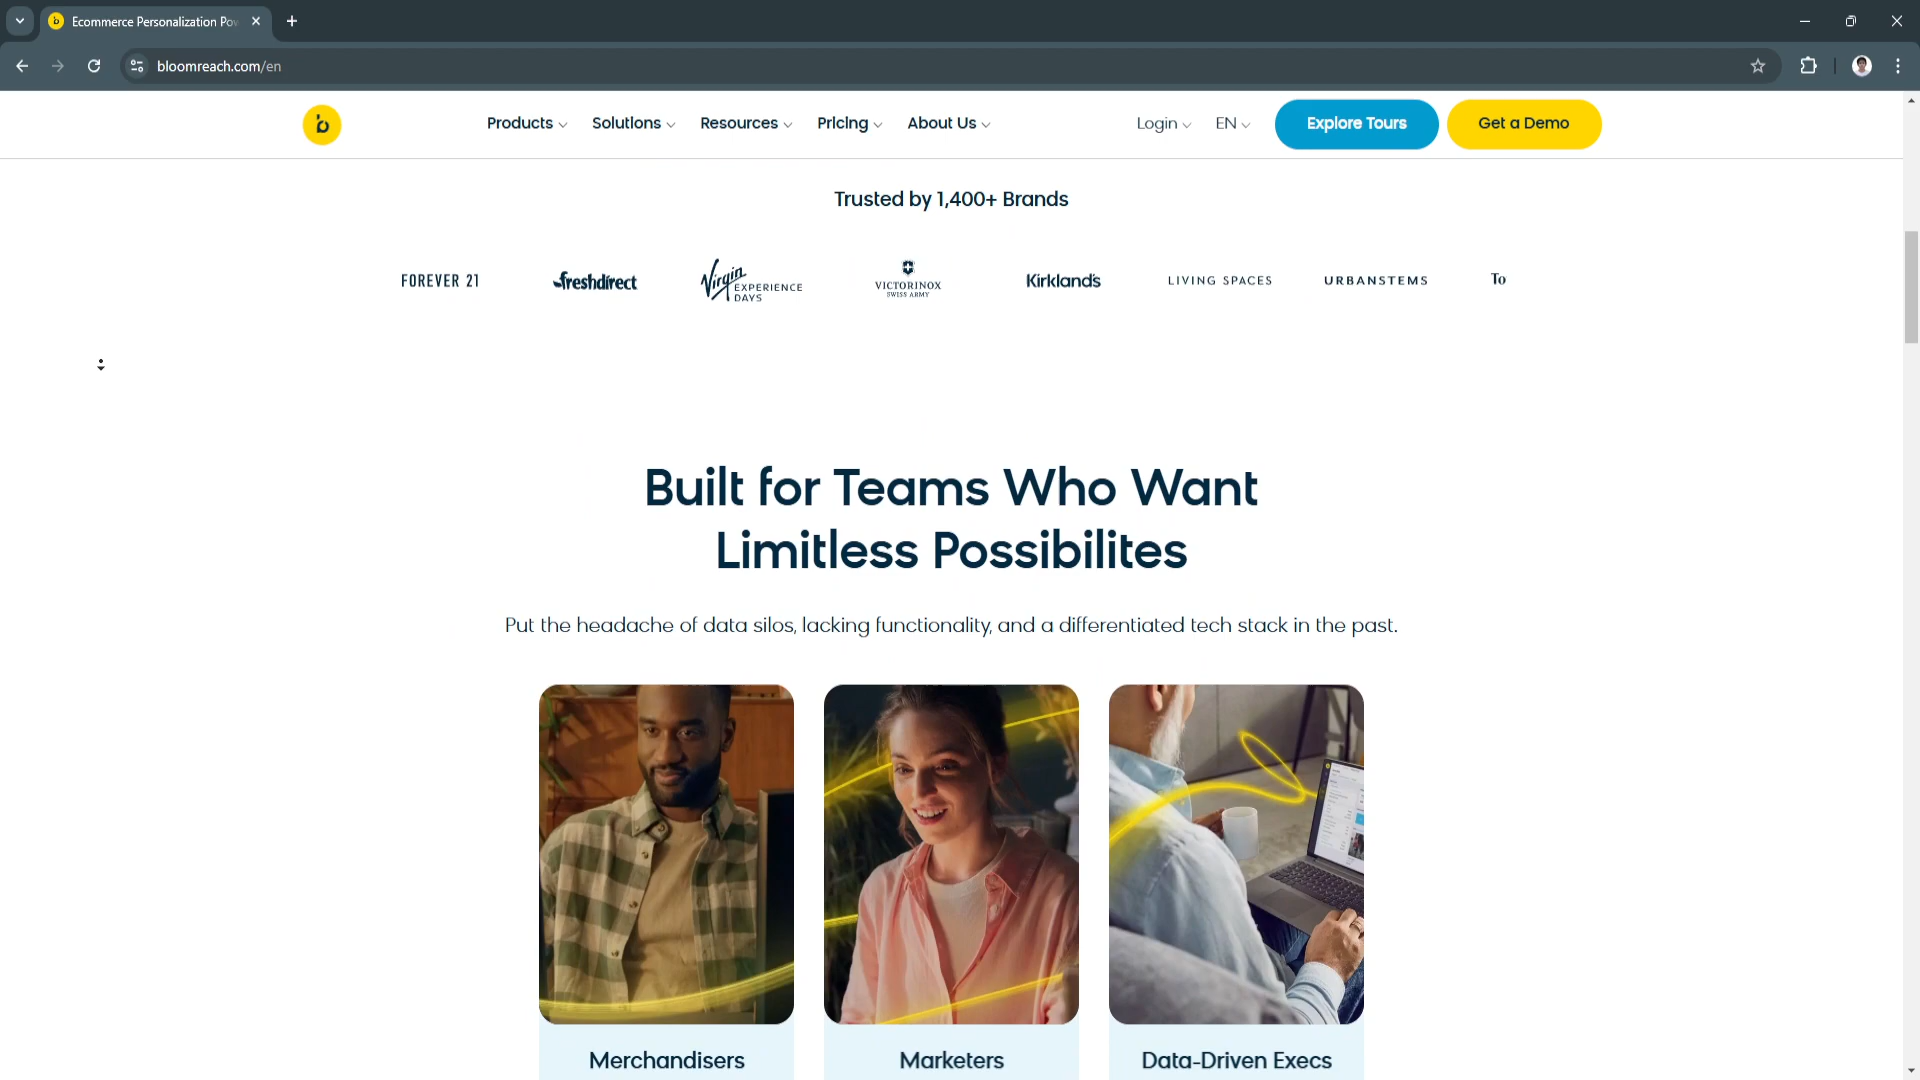 Ecommerce Personalization Pow
bloomreach.com/en
Products
Solutions
Resources
Pricing
About Us
Login
EN
Explore Tours
Get a Demo
Trusted by 1,400+ Brands
FOREVER 21
freshdirect
Virgin EXPERIENCE DAYS
VICTORINOX
SWISS ARMY
Kirkland's
LIVING SPACES
URBANSTEMS
To
Built for Teams Who Want
Limitless Possibilites
Put the headache of data silos, lacking functionality, and a differentiated tech stack in the past.
Merchandisers
Marketers
Data-Driven Execs